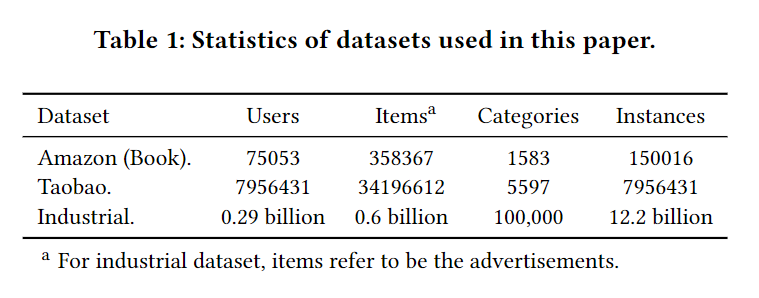 Table 1: Statistics of datasets used in this paper.
Dataset Users Itemsᵃ Categories Instances
Amazon (Book). 75053 358367 1583 150016
Taobao. 7956431 34196612 5597 7956431
Industrial. 0.29 billion 0.6 billion 100,000 12.2 billion
ᵃ For industrial dataset, items refer to be the advertisements.